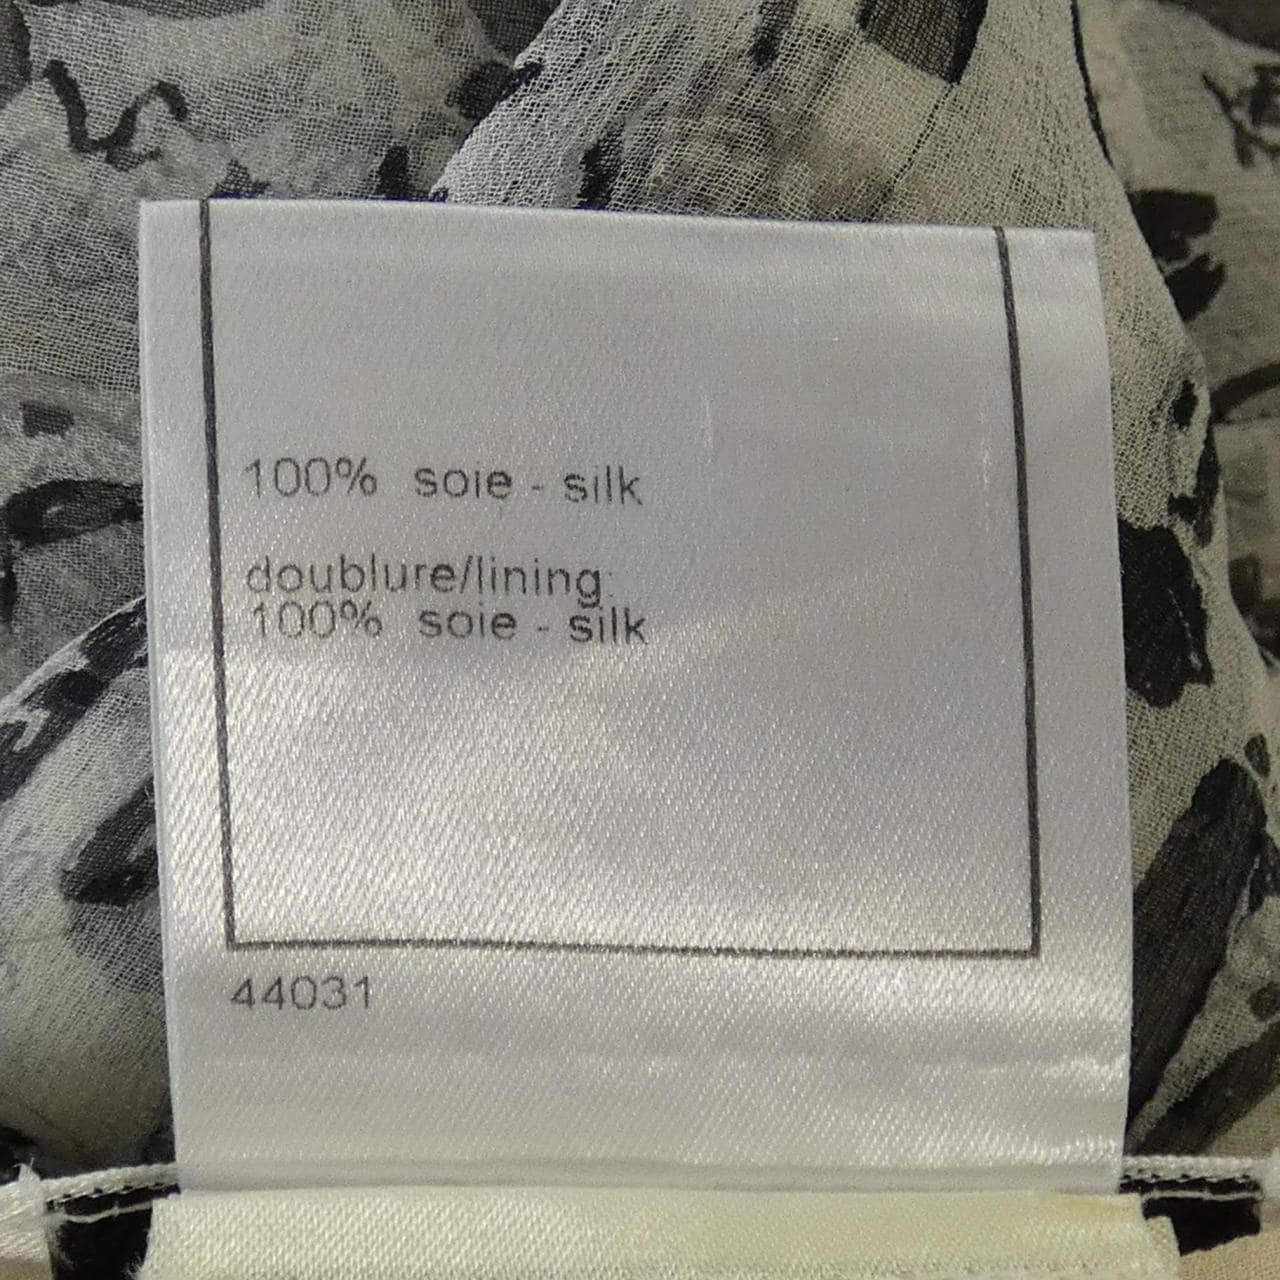 100% soie - silk
doublure/lining:
100% soie - silk
44031